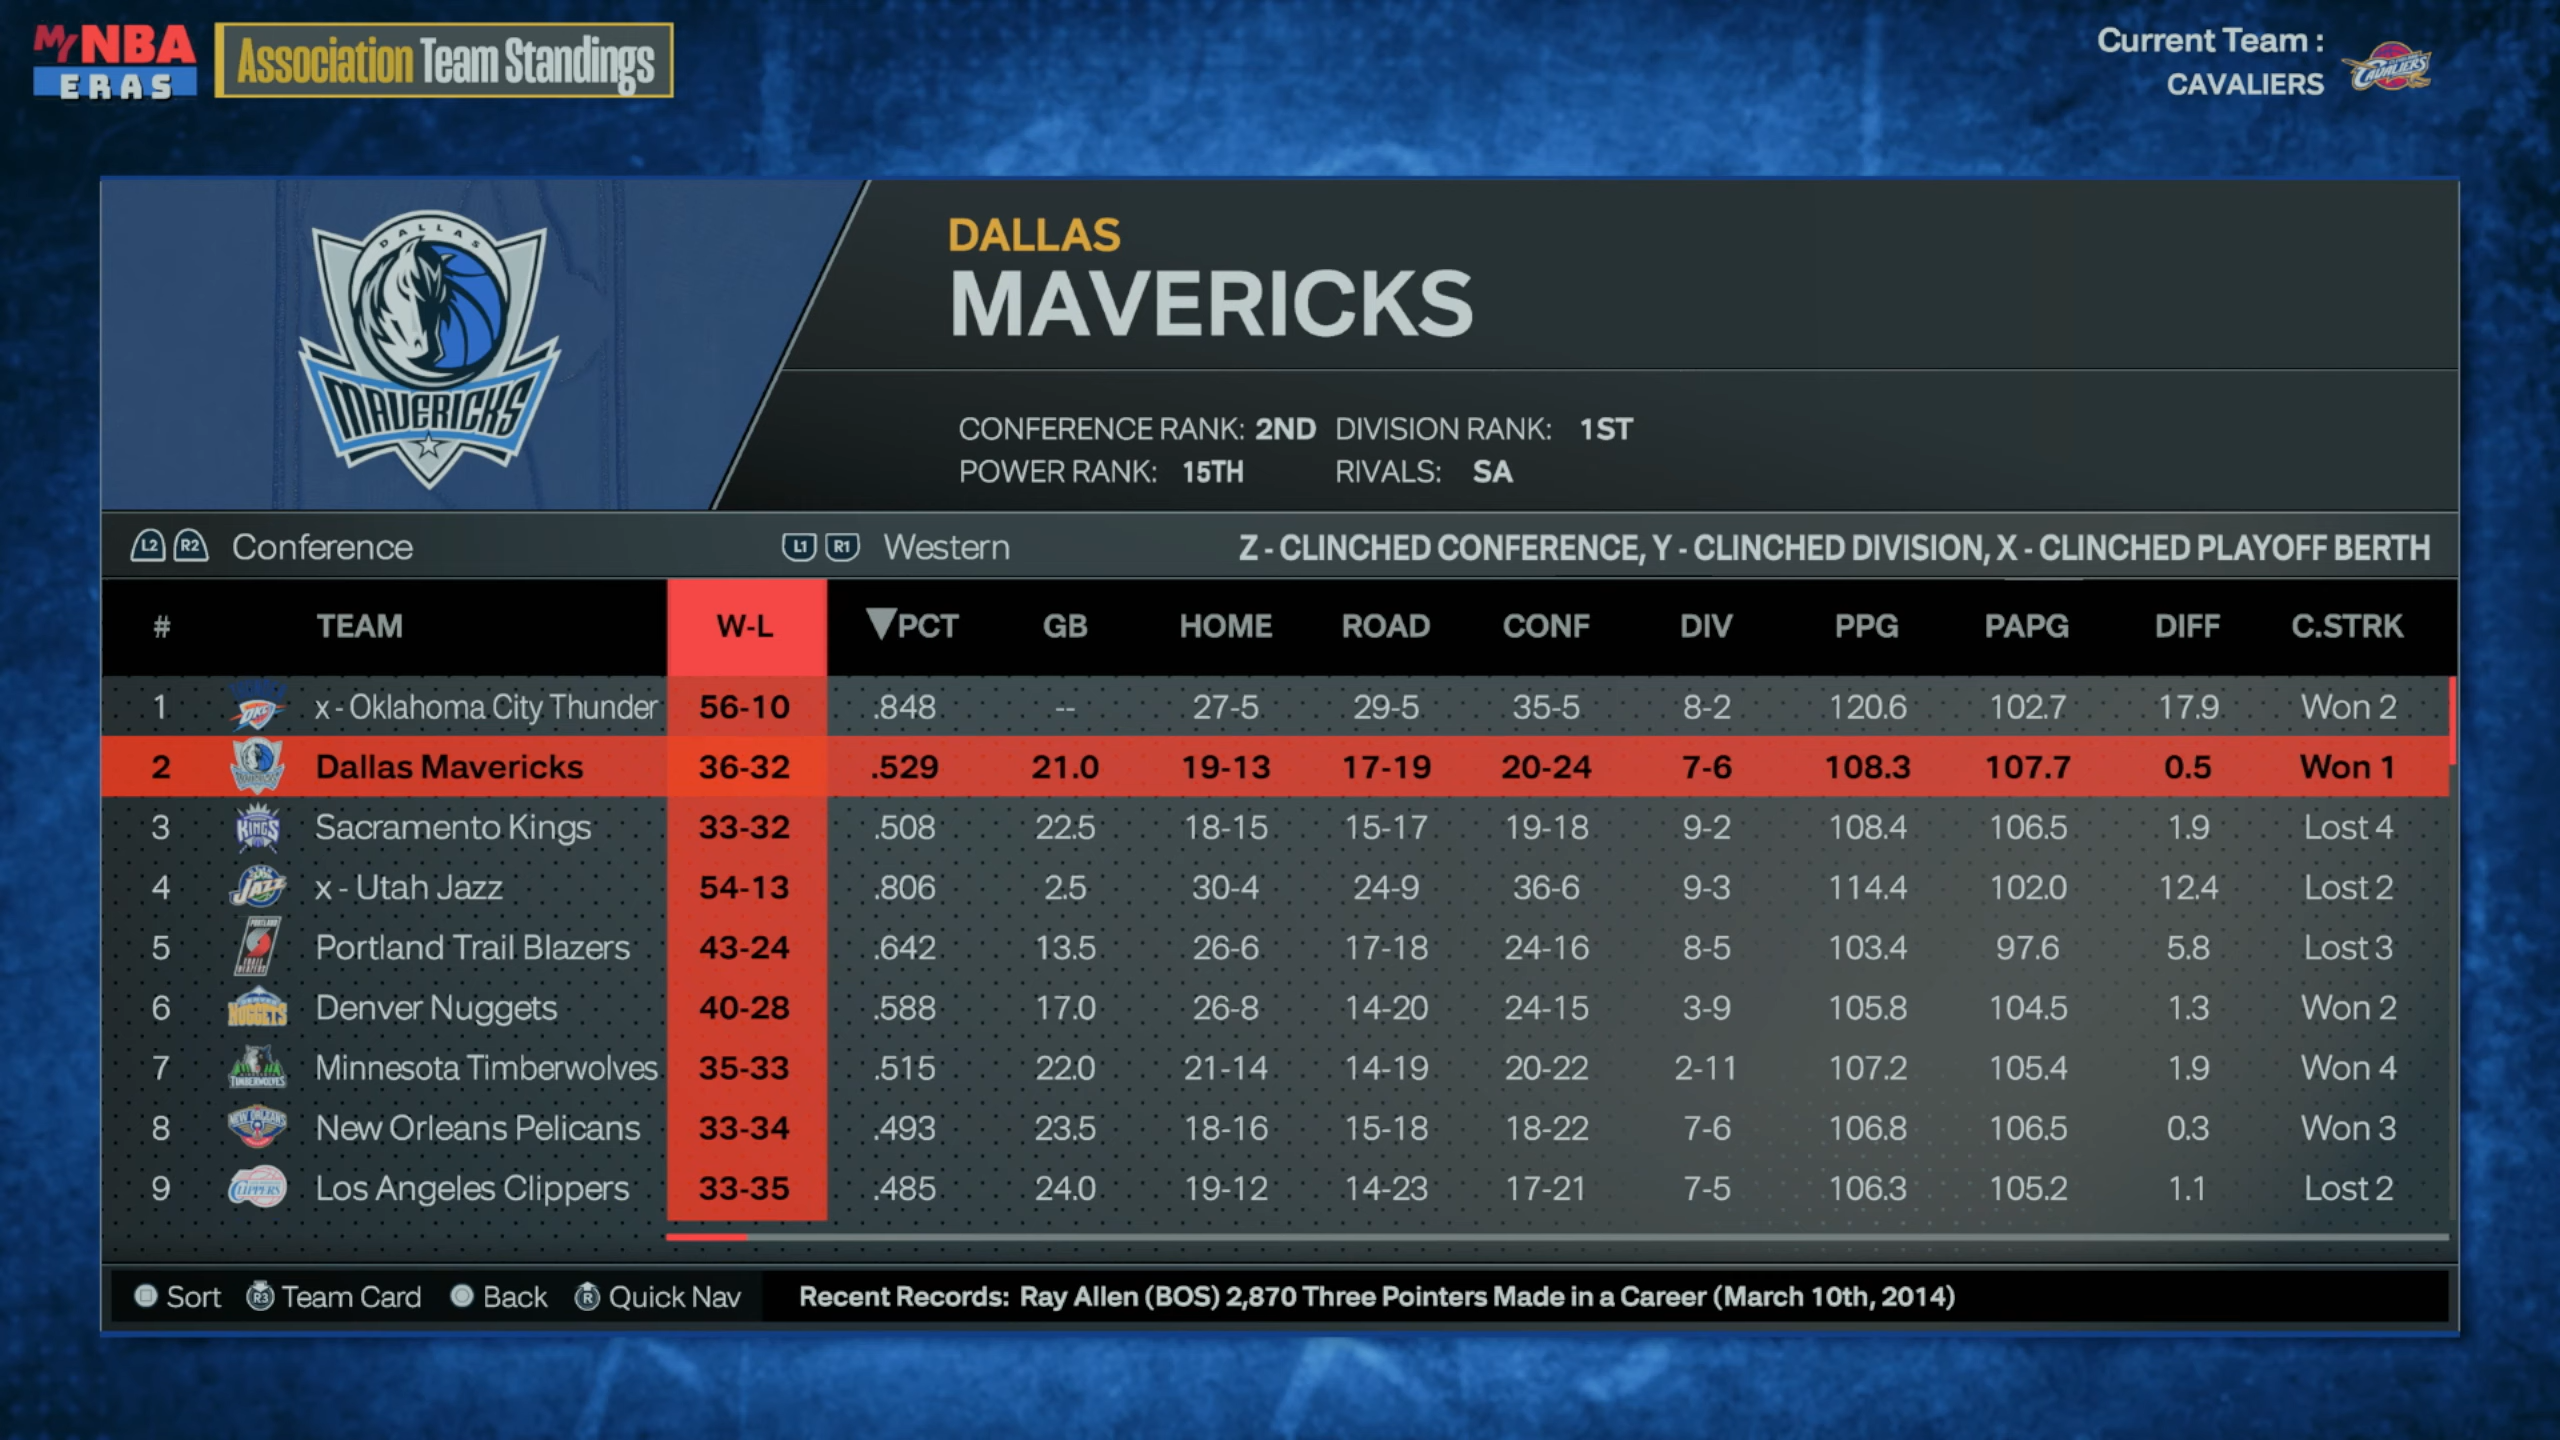 MyNBA ERAS
Association Team Standings
Current Team :
CAVALIERS
CAVALIERS
DALLAS
MAVERICKS
DALLAS
MAVERICKS
CONFERENCE RANK: 2ND DIVISION RANK: 1ST
POWER RANK: 15TH RIVALS: SA
L2 R2 Conference L1 R1 Western Z - CLINCHED CONFERENCE, Y - CLINCHED DIVISION, X - CLINCHED PLAYOFF BERTH
# TEAM W-L ▼PCT GB HOME ROAD CONF DIV PPG PAPG DIFF C.STRK
1 x - Oklahoma City Thunder 56-10 .848 -- 27-5 29-5 35-5 8-2 120.6 102.7 17.9 Won 2
2 Dallas Mavericks 36-32 .529 21.0 19-13 17-19 20-24 7-6 108.3 107.7 0.5 Won 1
3 Sacramento Kings 33-32 .508 22.5 18-15 15-17 19-18 9-2 108.4 106.5 1.9 Lost 4
4 x - Utah Jazz 54-13 .806 2.5 30-4 24-9 36-6 9-3 114.4 102.0 12.4 Lost 2
5 Portland Trail Blazers 43-24 .642 13.5 26-6 17-18 24-16 8-5 103.4 97.6 5.8 Lost 3
6 Denver Nuggets 40-28 .588 17.0 26-8 14-20 24-15 3-9 105.8 104.5 1.3 Won 2
7 Minnesota Timberwolves 35-33 .515 22.0 21-14 14-19 20-22 2-11 107.2 105.4 1.9 Won 4
8 New Orleans Pelicans 33-34 .493 23.5 18-16 15-18 18-22 7-6 106.8 106.5 0.3 Won 3
9 Los Angeles Clippers 33-35 .485 24.0 19-12 14-23 17-21 7-5 106.3 105.2 1.1 Lost 2
Sort R3 Team Card Back R Quick Nav Recent Records: Ray Allen (BOS) 2,870 Three Pointers Made in a Career (March 10th, 2014)